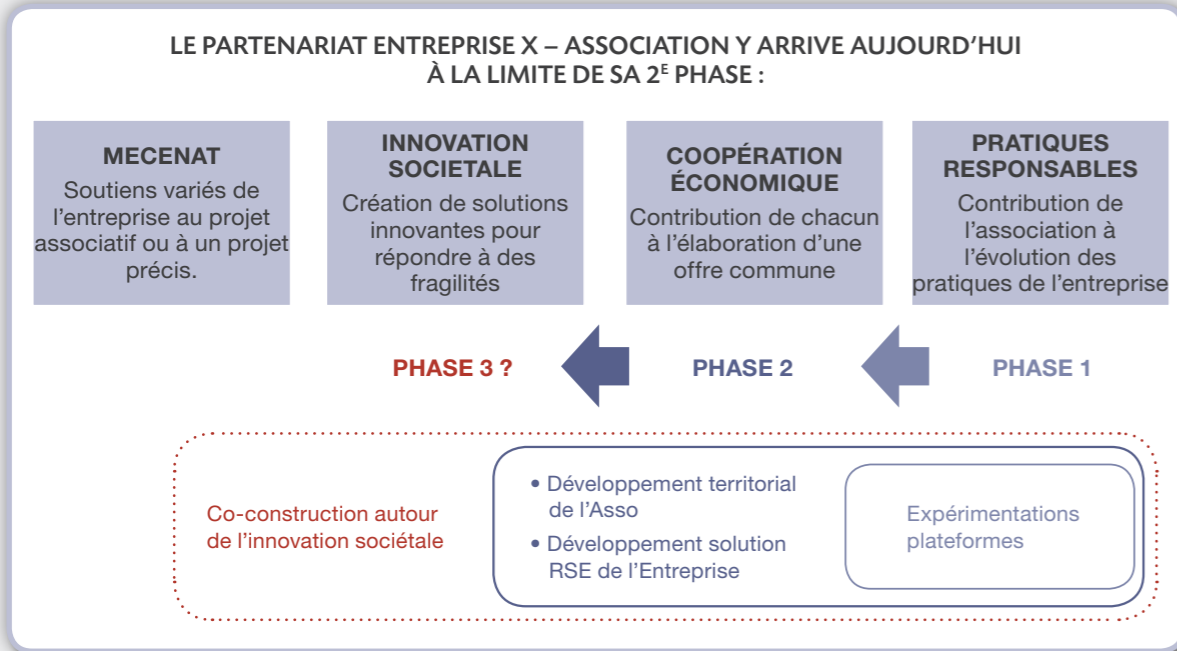 LE PARTENARIAT ENTREPRISE X – ASSOCIATION Y ARRIVE AUJOURD’HUI
À LA LIMITE DE SA 2E PHASE :
MECENAT
Soutiens variés de
l’entreprise au projet
associatif ou à un projet
précis.
INNOVATION
SOCIETALE
Création de solutions
innovantes pour
répondre à des
fragilités
COOPÉRATION
ÉCONOMIQUE
Contribution de chacun
à l’élaboration d’une
offre commune
PRATIQUES
RESPONSABLES
Contribution de
l’association à
l’évolution des
pratiques de l’entreprise
PHASE 3 ?
PHASE 2
PHASE 1
Co-construction autour
de l’innovation sociétale
• Développement territorial
de l’Asso
• Développement solution
RSE de l’Entreprise
Expérimentations
plateformes